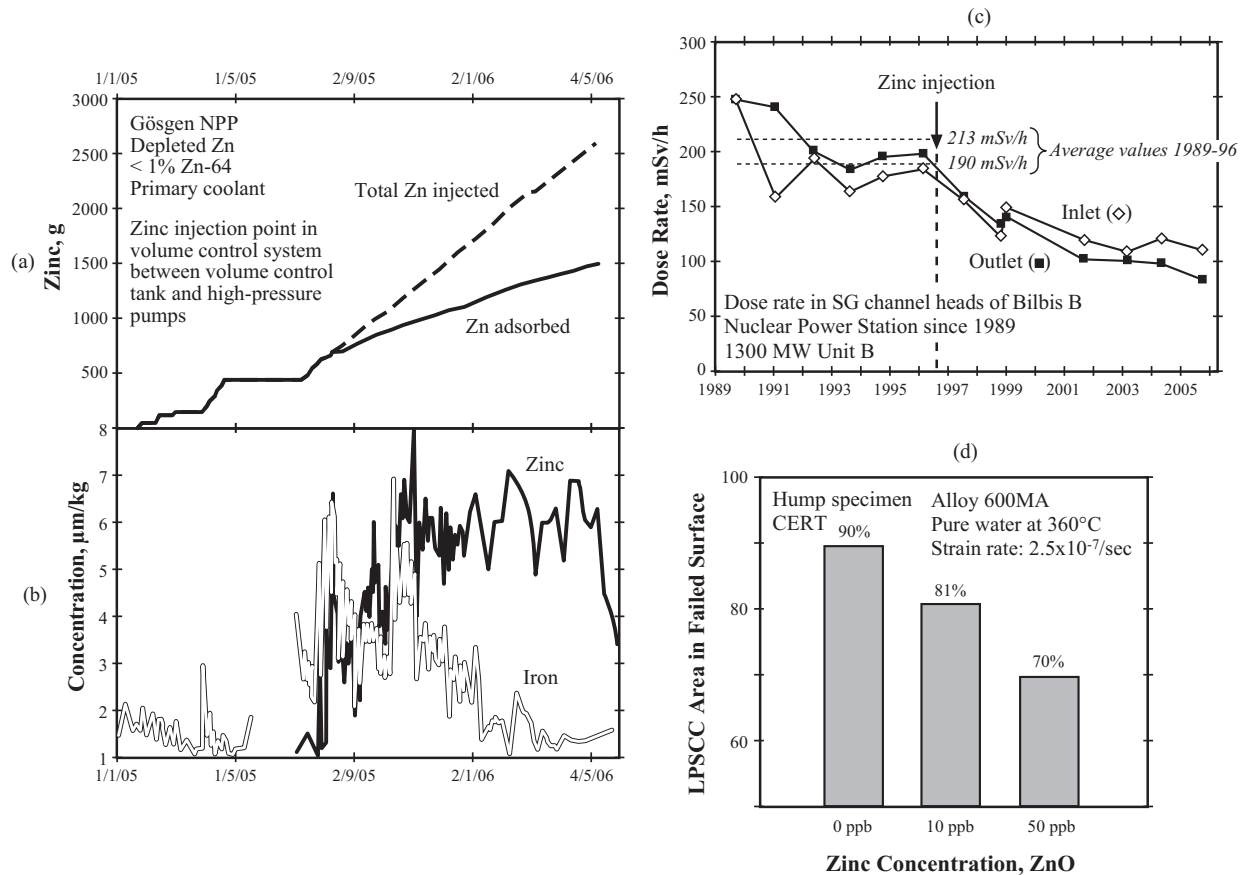 (a)
1/1/05 1/5/05 2/9/05 2/1/06 4/5/06
3000
2500
2000
1500
1000
500
Zinc, g
Gösgen NPP
Depleted Zn
< 1% Zn-64
Primary coolant
Zinc injection point in
volume control system
between volume control
tank and high-pressure
pumps
Total Zn injected
Zn adsorbed
(b)
8
7
6
5
4
3
2
1
Concentration, µm/kg
Zinc
Iron
1/1/05 1/5/05 2/9/05 2/1/06 4/5/06
(c)
300
250
200
150
100
50
0
Dose Rate, mSv/h
Zinc injection
213 mSv/h
190 mSv/h
Average values 1989-96
Inlet (◇)
Outlet (■)
Dose rate in SG channel heads of Bilbis B
Nuclear Power Station since 1989
1300 MW Unit B
1989 1991 1993 1995 1997 1999 2001 2003 2005
(d)
100
80
60
LPSCC Area in Failed Surface
Hump specimen
CERT
Alloy 600MA
Pure water at 360°C
Strain rate: 2.5x10⁻⁷/sec
90%
81%
70%
0 ppb 10 ppb 50 ppb
Zinc Concentration, ZnO